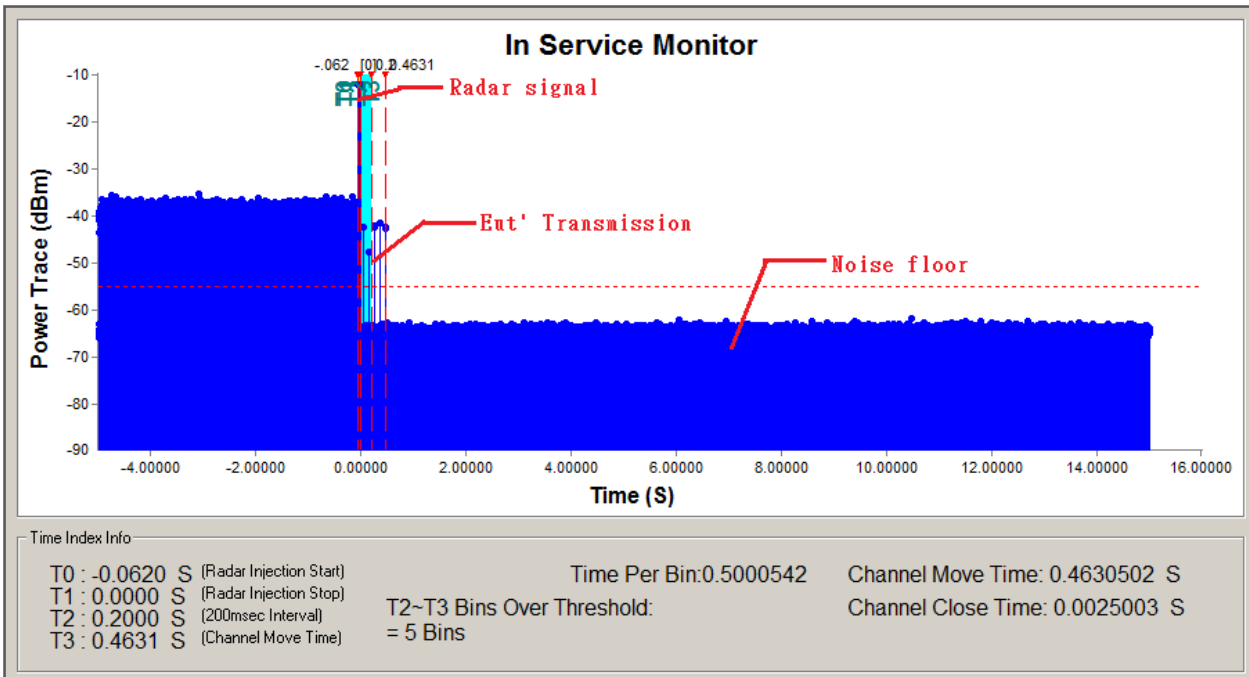 In Service Monitor
-.062 [0] 0.2 0.4631
Radar signal
Eut' Transmission
Noise floor
Power Trace (dBm)
-10
-20
-30
-40
-50
-60
-70
-80
-90
-4.00000 -2.00000 0.00000 2.00000 4.00000 6.00000 8.00000 10.00000 12.00000 14.00000 16.00000
Time (S)
Time Index Info
T0 : -0.0620 S (Radar Injection Start)
T1 : 0.0000 S (Radar Injection Stop)
T2 : 0.2000 S (200msec Interval)
T3 : 0.4631 S (Channel Move Time)
Time Per Bin:0.5000542
T2~T3 Bins Over Threshold:
= 5 Bins
Channel Move Time: 0.4630502 S
Channel Close Time: 0.0025003 S